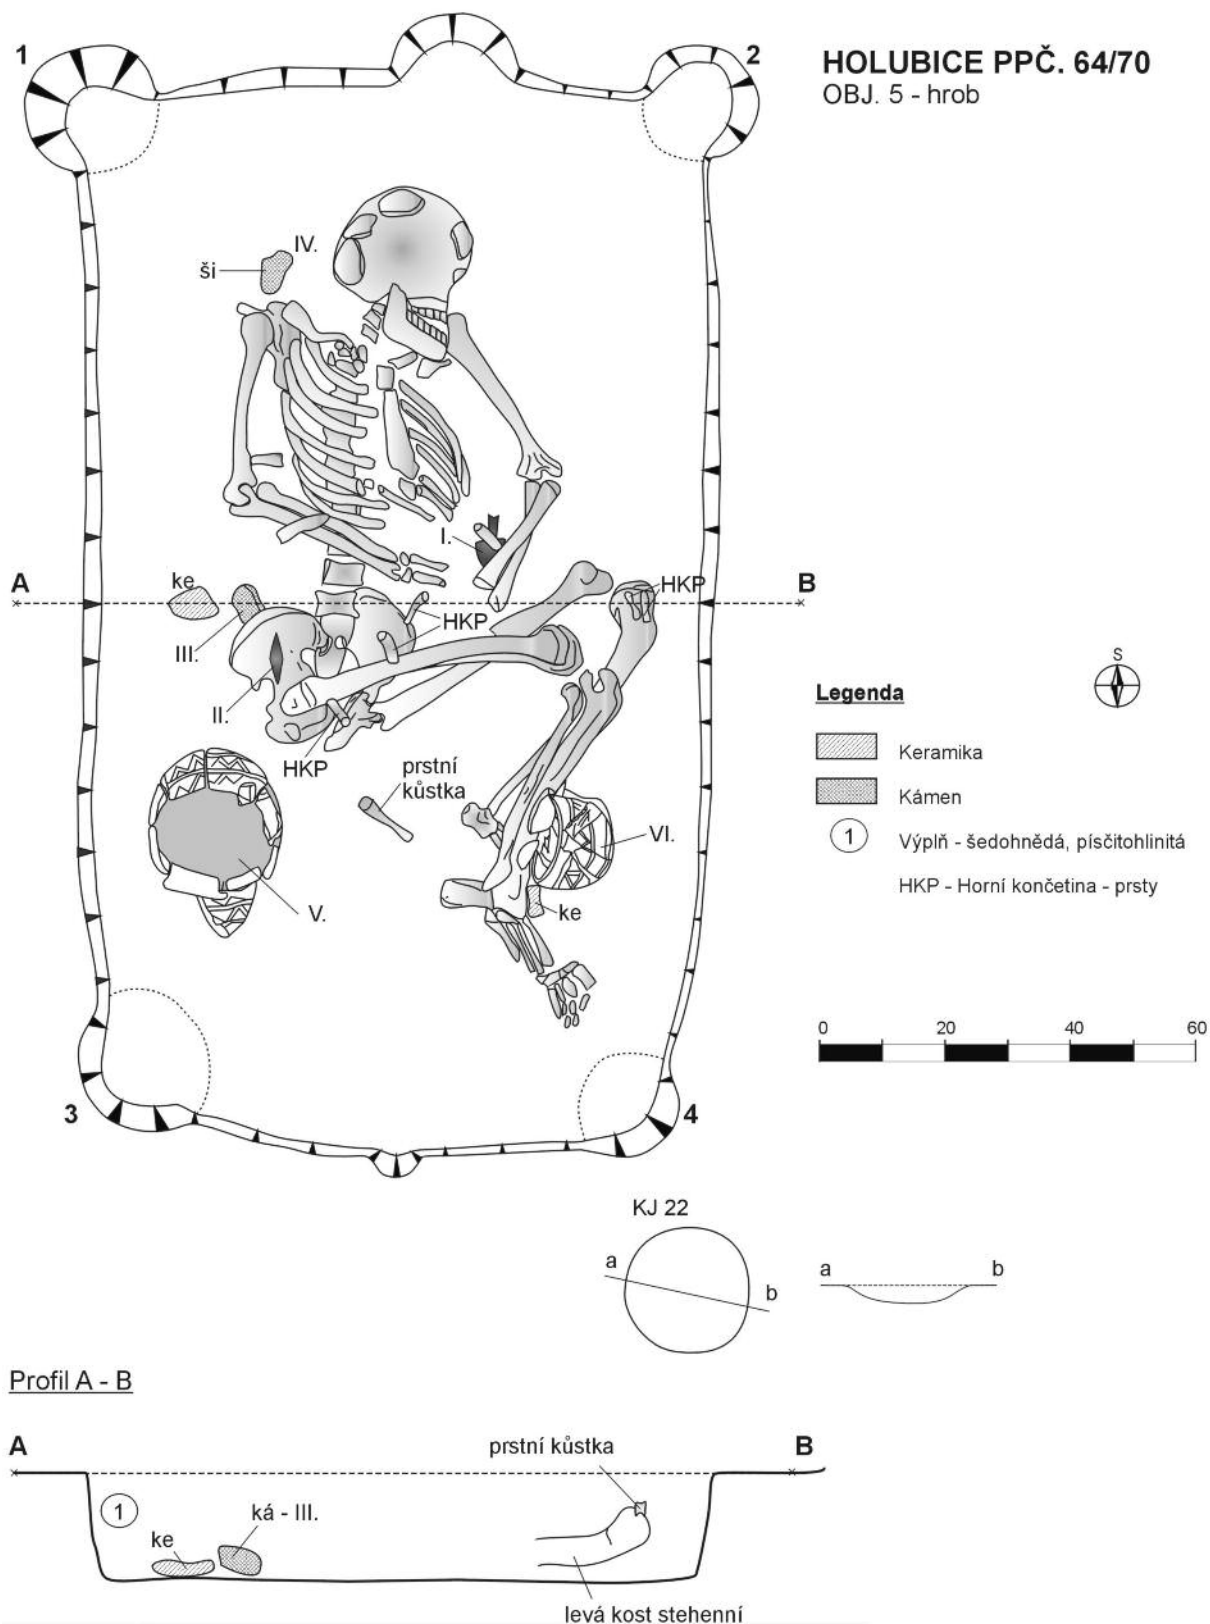 1
2
HOLUBICE PPČ. 64/70
OBJ. 5 - hrob
IV.
ši
I.
A
ke
B
HKP
HKP
III.
II.
HKP
prstní
kůstka
VI.
V.
ke
S
Legenda
Keramika
Kámen
1 Výplň - šedohnědá, písčitohlinitá
HKP - Horní končetina - prsty
0 20 40 60
3
4
KJ 22
a
b
a b
Profil A - B
A
B
prstní kůstka
1
ká - III.
ke
levá kost stehenní